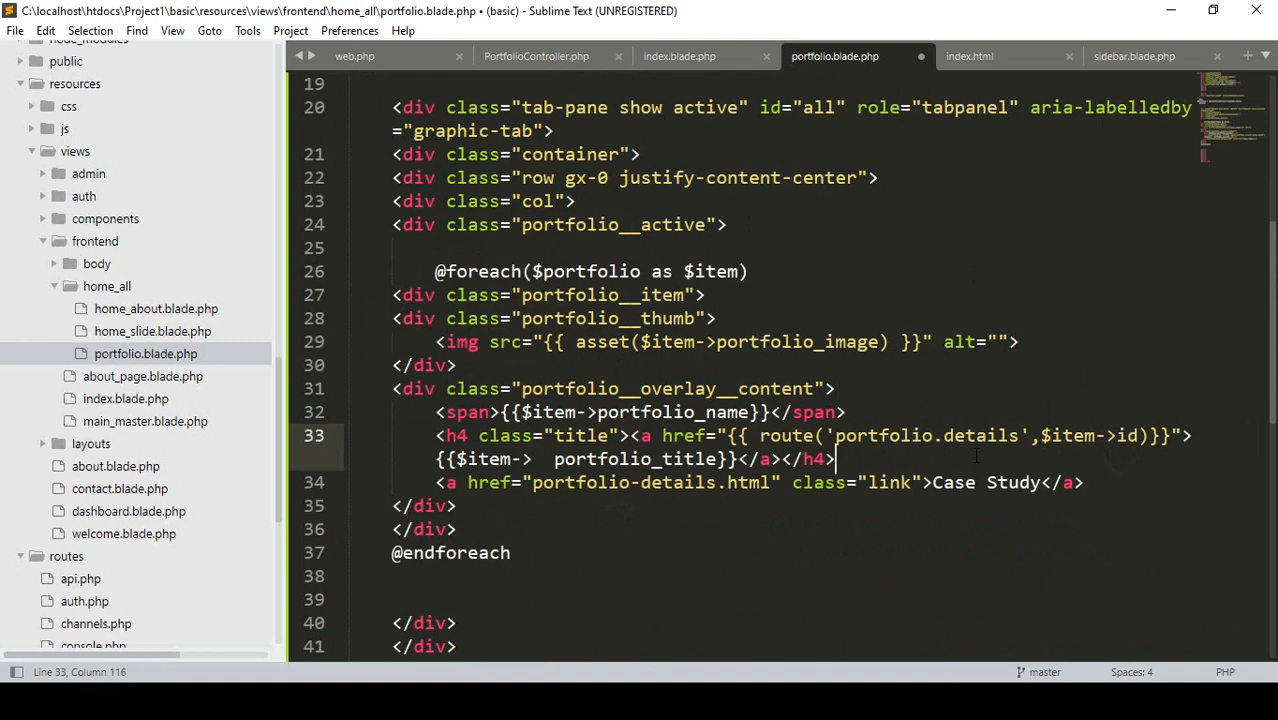 C:\localhost\htdocs\Project1\basic\resources\views\frontend\home_all\portfolio.blade.php • (basic) - Sublime Text (UNREGISTERED)
File Edit Selection Find View Goto Tools Project Preferences Help
node_modules
public
resources
css
js
views
admin
auth
components
frontend
body
home_all
home_about.blade.php
home_slide.blade.php
portfolio.blade.php
about_page.blade.php
index.blade.php
main_master.blade.php
layouts
about.blade.php
contact.blade.php
dashboard.blade.php
welcome.blade.php
routes
api.php
auth.php
channels.php
console.php
web.php PortfolioController.php index.blade.php portfolio.blade.php index.html sidebar.blade.php
19
20 <div class="tab-pane show active" id="all" role="tabpanel" aria-labelledby
="graphic-tab">
21 <div class="container">
22 <div class="row gx-0 justify-content-center">
23 <div class="col">
24 <div class="portfolio__active">
25
26 @foreach($portfolio as $item)
27 <div class="portfolio__item">
28 <div class="portfolio__thumb">
29 <img src="{{ asset($item->portfolio_image) }}" alt="">
30 </div>
31 <div class="portfolio__overlay__content">
32 <span>{{$item->portfolio_name}}</span>
33 <h4 class="title"><a href="{{ route('portfolio.details',$item->id)}}">
{{$item->  portfolio_title}}</a></h4>
34 <a href="portfolio-details.html" class="link">Case Study</a>
35 </div>
36 </div>
37 @endforeach
38
39
40 </div>
41 </div>
Line 33, Column 116 master Spaces: 4 PHP